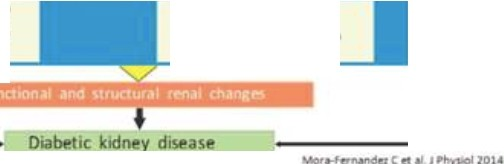 nctional and structural renal changes
Diabetic kidney disease
Mora-Fernandez C et al. J Physiol 2014